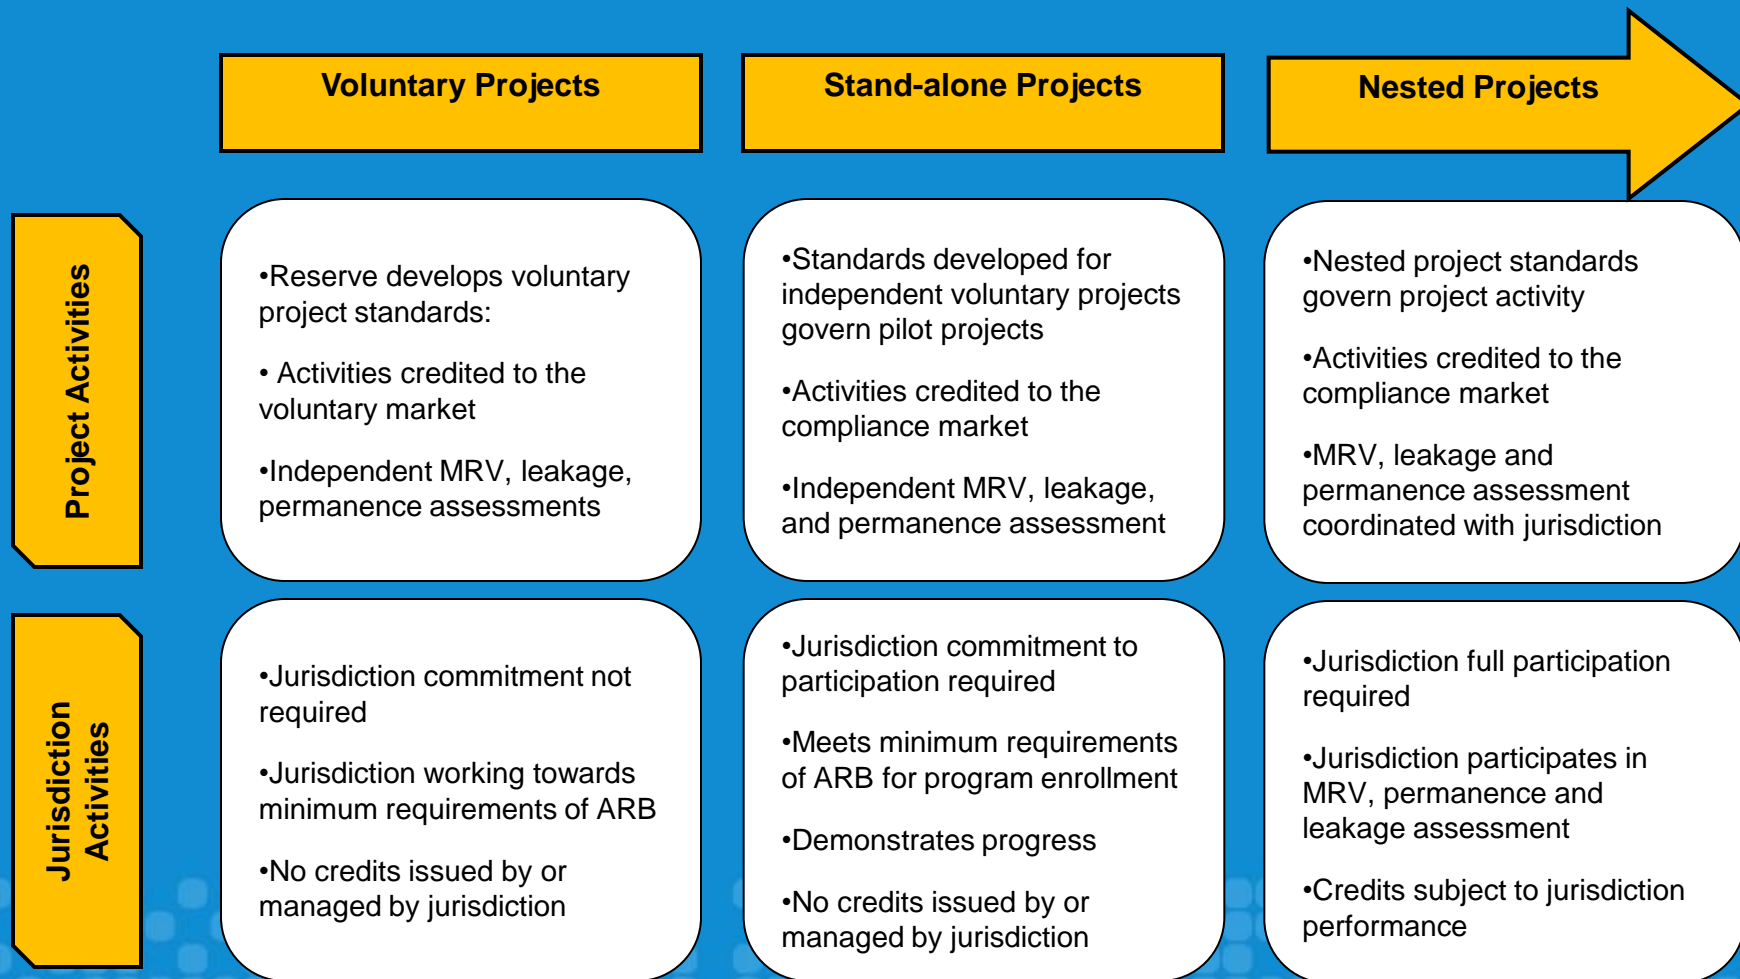 Voluntary Projects
Stand-alone Projects
Nested Projects
Project Activities
•Reserve develops voluntary
project standards:
• Activities credited to the
voluntary market
•Independent MRV, leakage,
permanence assessments
•Standards developed for
independent voluntary projects
govern pilot projects
•Activities credited to the
compliance market
•Independent MRV, leakage,
and permanence assessment
•Nested project standards
govern project activity
•Activities credited to the
compliance market
•MRV, leakage and
permanence assessment
coordinated with jurisdiction
Jurisdiction
Activities
•Jurisdiction commitment not
required
•Jurisdiction working towards
minimum requirements of ARB
•No credits issued by or
managed by jurisdiction
•Jurisdiction commitment to
participation required
•Meets minimum requirements
of ARB for program enrollment
•Demonstrates progress
•No credits issued by or
managed by jurisdiction
•Jurisdiction full participation
required
•Jurisdiction participates in
MRV, permanence and
leakage assessment
•Credits subject to jurisdiction
performance